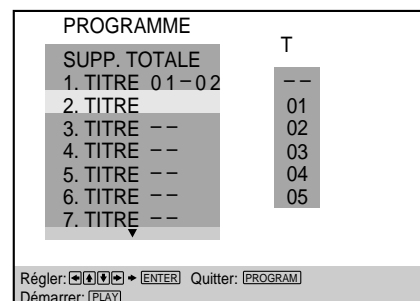 PROGRAMME
T
SUPP. TOTALE
1. TITRE 01–02
2. TITRE
3. TITRE – –
4. TITRE – –
5. TITRE – –
6. TITRE – –
7. TITRE – –
– –
01
02
03
04
05
Régler: ENTER Quitter: PROGRAM
Démarrer: PLAY